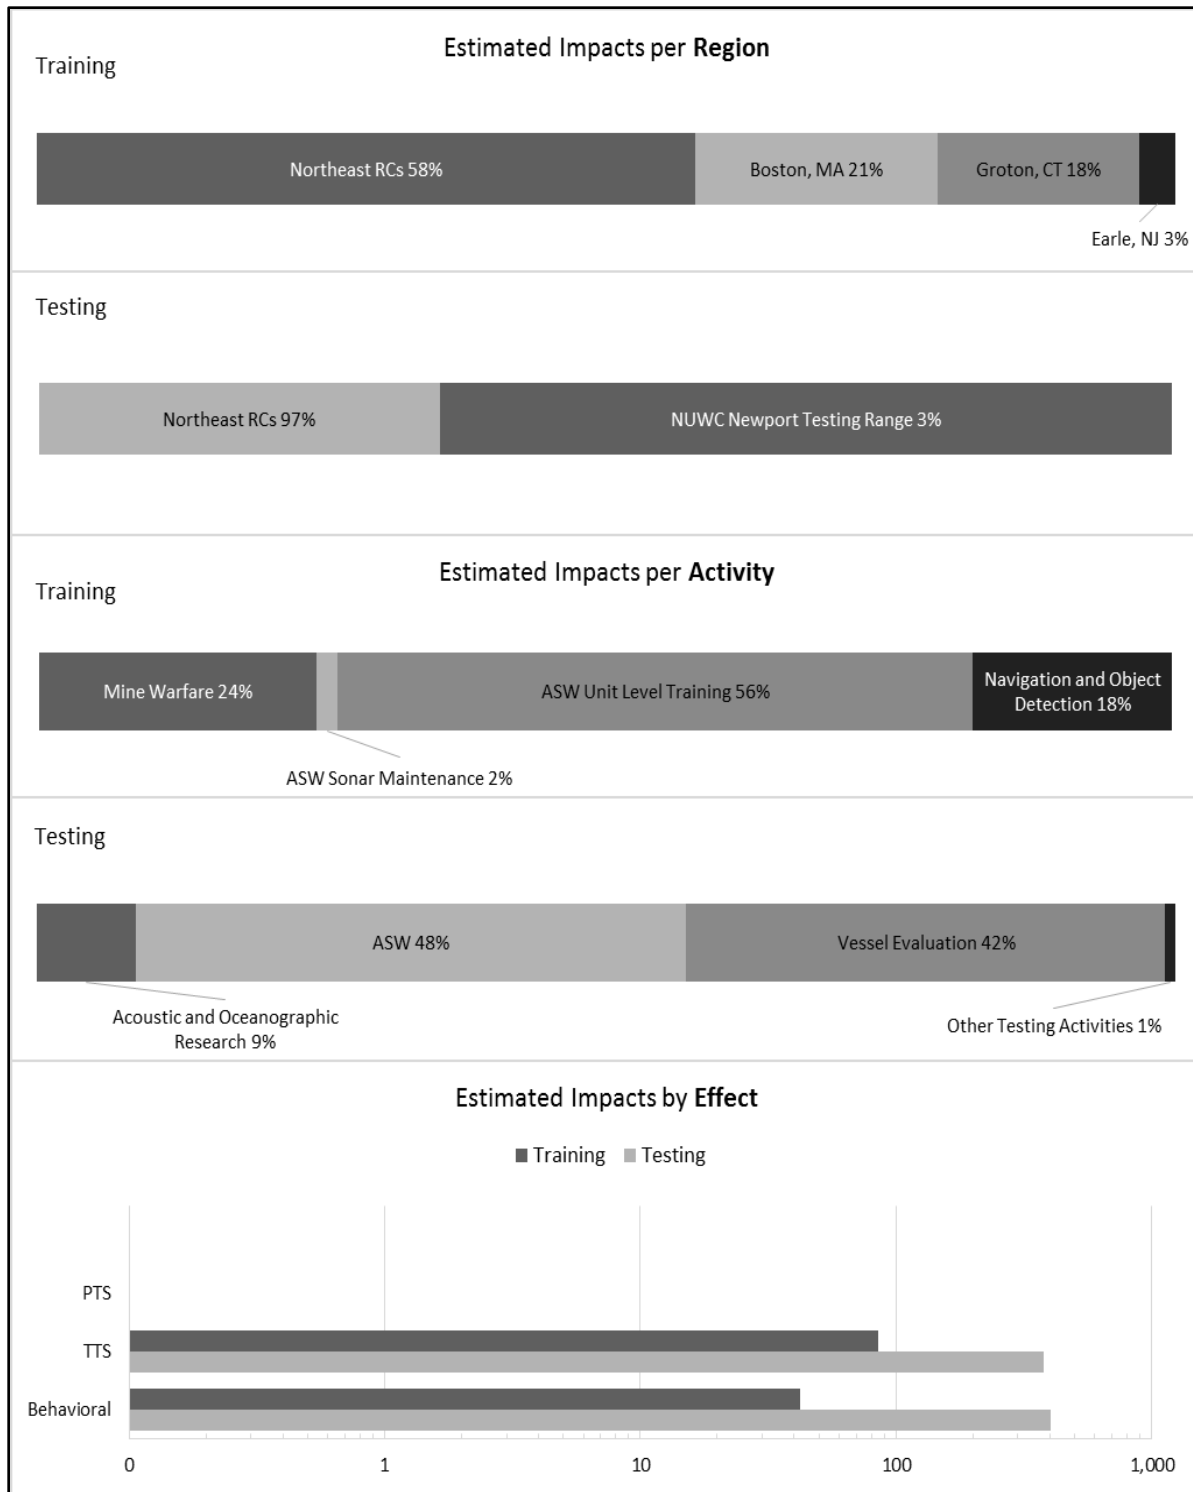 Estimated Impacts per Region
Training
Northeast RCs 58%
Boston, MA 21%
Groton, CT 18%
Earle, NJ 3%
Testing
Northeast RCs 97%
NUWC Newport Testing Range 3%
Estimated Impacts per Activity
Training
Mine Warfare 24%
ASW Unit Level Training 56%
Navigation and Object
Detection 18%
ASW Sonar Maintenance 2%
Testing
ASW 48%
Vessel Evaluation 42%
Acoustic and Oceanographic
Research 9%
Other Testing Activities 1%
Estimated Impacts by Effect
Training Testing
PTS
TTS
Behavioral
0 1 10 100 1,000